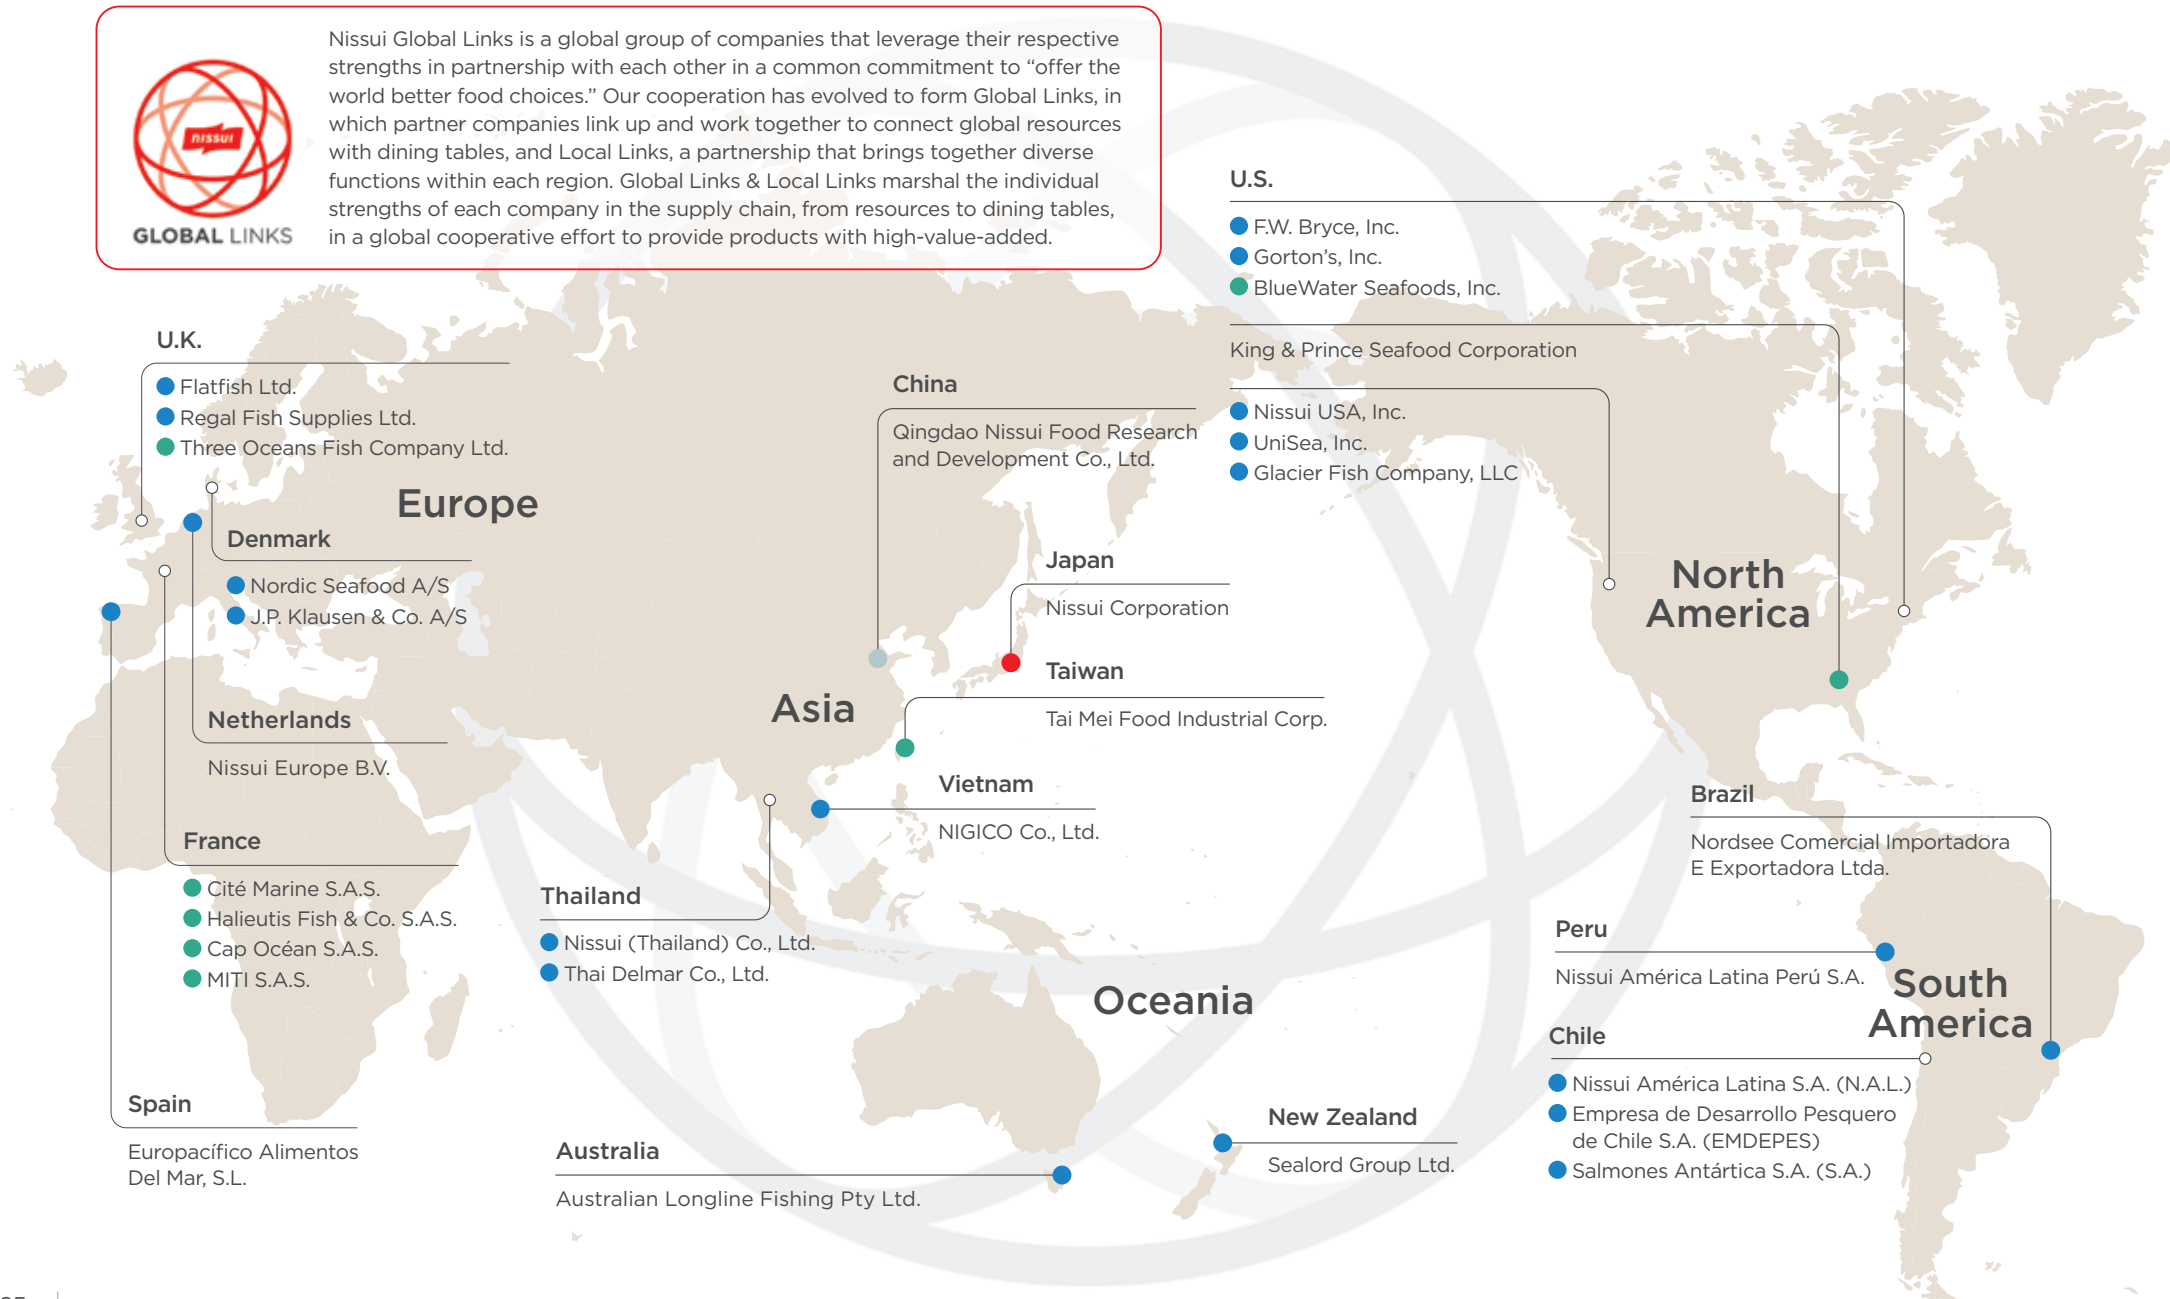 Nissui Global Links is a global group of companies that leverage their respective
strengths in partnership with each other in a common commitment to “offer the
world better food choices.” Our cooperation has evolved to form Global Links, in
which partner companies link up and work together to connect global resources
with dining tables, and Local Links, a partnership that brings together diverse
functions within each region. Global Links & Local Links marshal the individual
strengths of each company in the supply chain, from resources to dining tables,
in a global cooperative effort to provide products with high-value-added.
nissui
GLOBAL LINKS
U.K.
Flatfish Ltd.
Regal Fish Supplies Ltd.
Three Oceans Fish Company Ltd.
Europe
Denmark
Nordic Seafood A/S
J.P. Klausen & Co. A/S
Netherlands
Nissui Europe B.V.
France
Cité Marine S.A.S.
Halieutis Fish & Co. S.A.S.
Cap Océan S.A.S.
MITI S.A.S.
Spain
Europacífico Alimentos
Del Mar, S.L.
China
Qingdao Nissui Food Research
and Development Co., Ltd.
Japan
Nissui Corporation
Taiwan
Tai Mei Food Industrial Corp.
Asia
Vietnam
NIGICO Co., Ltd.
Thailand
Nissui (Thailand) Co., Ltd.
Thai Delmar Co., Ltd.
Oceania
Australia
Australian Longline Fishing Pty Ltd.
New Zealand
Sealord Group Ltd.
U.S.
F.W. Bryce, Inc.
Gorton’s, Inc.
BlueWater Seafoods, Inc.
King & Prince Seafood Corporation
Nissui USA, Inc.
UniSea, Inc.
Glacier Fish Company, LLC
North
America
Brazil
Nordsee Comercial Importadora
E Exportadora Ltda.
Peru
Nissui América Latina Perú S.A.
South
America
Chile
Nissui América Latina S.A. (N.A.L.)
Empresa de Desarrollo Pesquero
de Chile S.A. (EMDEPES)
Salmones Antártica S.A. (S.A.)